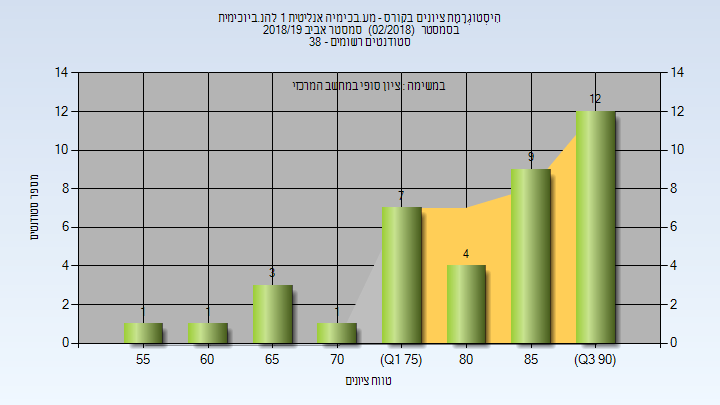 היסטוגרמת ציונים בקורס - מע.בכימיה אנליטית 1 להנ.ביוכימית
בסמסטר (02/2018) סמסטר אביב 2018/19
סטודנטים רשומים - 38
במשימה : ציון סופי במחשב המרכזי
מספר סטודנטים
14 14
12 12
10 10
8 8
6 6
4 4
2 2
0 0
1 1 3 1 7 4 9 12
55 60 65 70 (Q1 75) 80 85 (Q3 90)
טווח ציונים